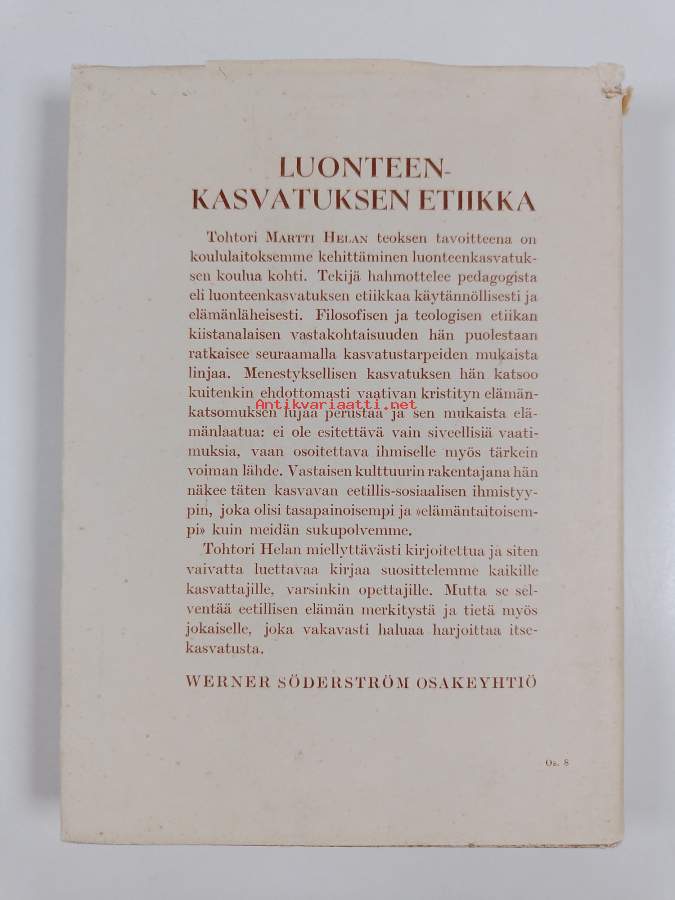 LUONTEEN-
KASVATUKSEN ETIIKKA
Tohtori MARTTI HELAN teoksen tavoitteena on
koululaitoksemme kehittäminen luonteenkasvatuk-
sen koulua kohti. Tekijä hahmottelee pedagogista
eli luonteenkasvatuksen etiikkaa käytännöllisesti ja
elämänläheisesti. Filosofisen ja teologisen etiikan
kiistanalaisen vastakohtaisuuden hän puolestaan
ratkaisee seuraamalla kasvatustarpeiden mukaista
linjaa. Menestyksellisen kasvatuksen hän katsoo
kuitenkin ehdottomasti vaativan kristityn elämän-
katsomuksen lujaa perustaa ja sen mukaista elä-
Antikvariaatti.net
mänlaatua: ei ole esitettävä vain siveellisiä vaati-
muksia, vaan osoitettava ihmiselle myös tärkein
voiman lähde. Vastaisen kulttuurin rakentajana hän
näkee täten kasvavan eetillis-sosiaalisen ihmistyy-
pin, joka olisi tasapainoisempi ja »elämäntaitoisem-
pi» kuin meidän sukupolvemme.
Tohtori Helan miellyttävästi kirjoitettua ja siten
vaivatta luettavaa kirjaa suosittelemme kaikille
kasvattajille, varsinkin opettajille. Mutta se sel-
ventää eetillisen elämän merkitystä ja tietä myös
jokaiselle, joka vakavasti haluaa harjoittaa itse-
kasvatusta.
WERNER SÖDERSTRÖM OSAKEYHTIÖ
8